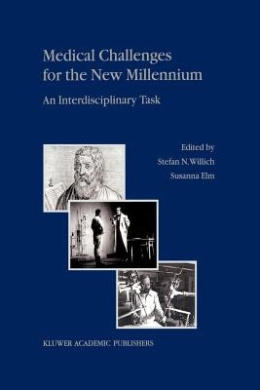 Medical Challenges
for the New Millennium
An Interdisciplinary Task
Edited by
Stefan N. Willich
Susanna Elm
KLUWER ACADEMIC PUBLISHERS